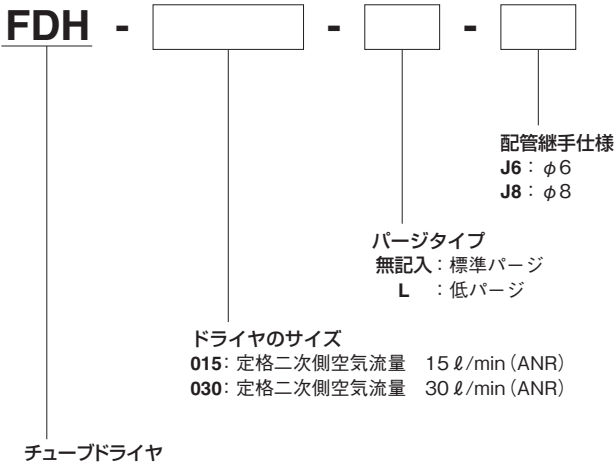 FDH - - -
配管継手仕様
J6：φ6
J8：φ8
パージタイプ
無記入：標準パージ
L ：低パージ
ドライヤのサイズ
015：定格二次側空気流量 15ℓ/min（ANR）
030：定格二次側空気流量 30ℓ/min（ANR）
チューブドライヤ